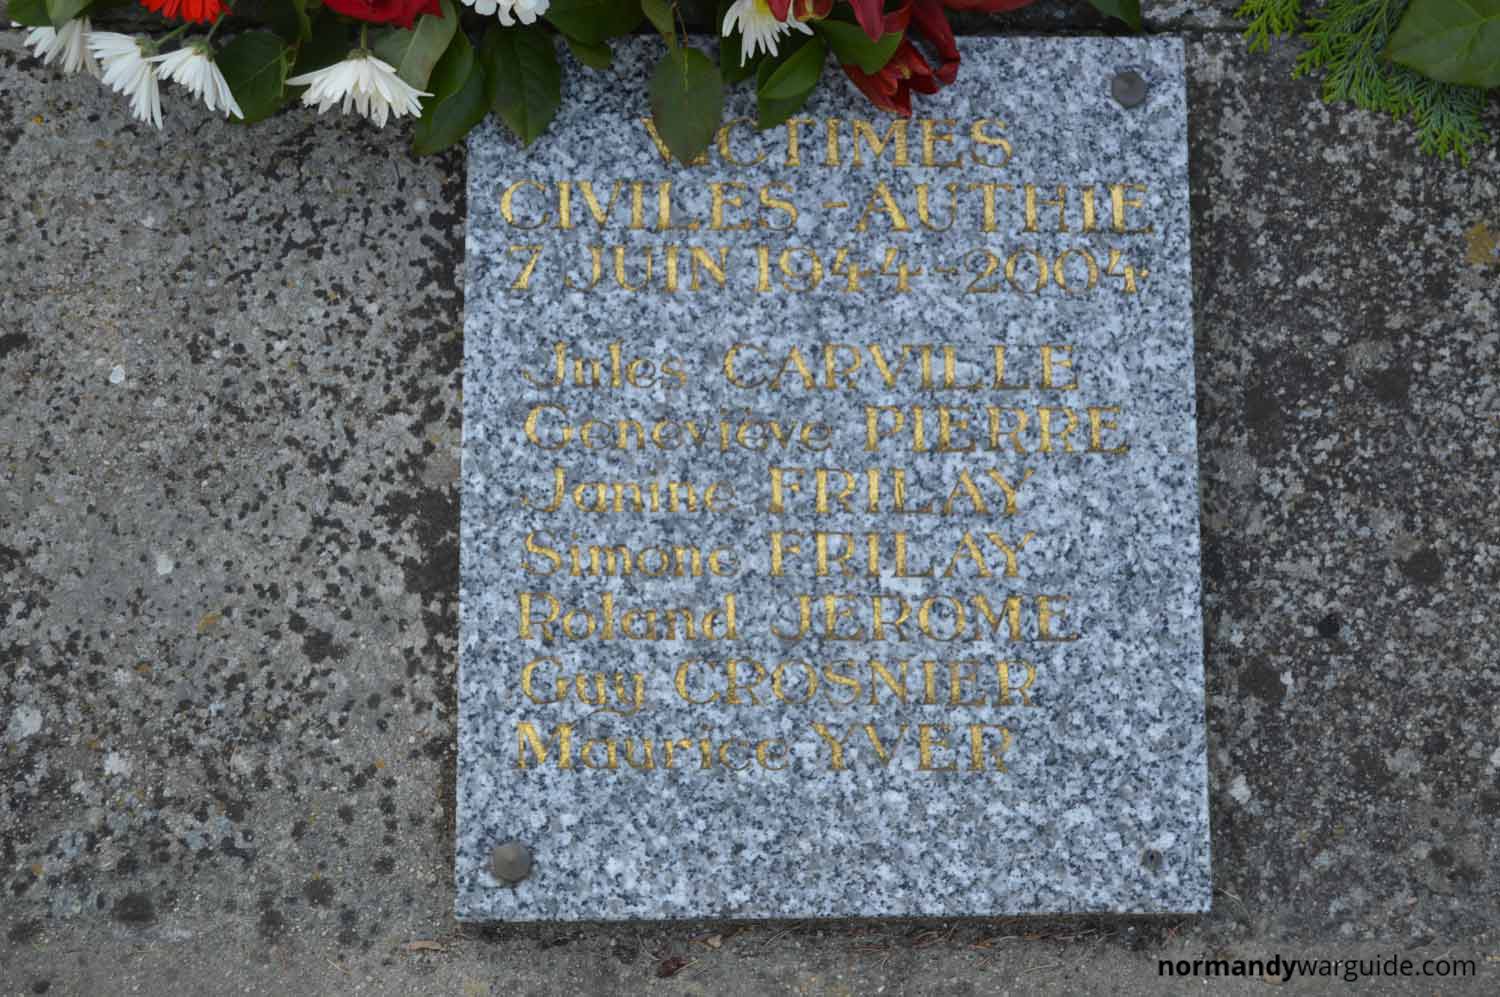 VICTIMES
CIVILES - AUTHIE
7 JUIN 1944 - 2004
Jules CARVILLE
Geneviève PIERRE
Janine FRILAY
Simone FRILAY
Roland JEROME
Guy CROSNIER
Maurice YVER
normandywarguide.com